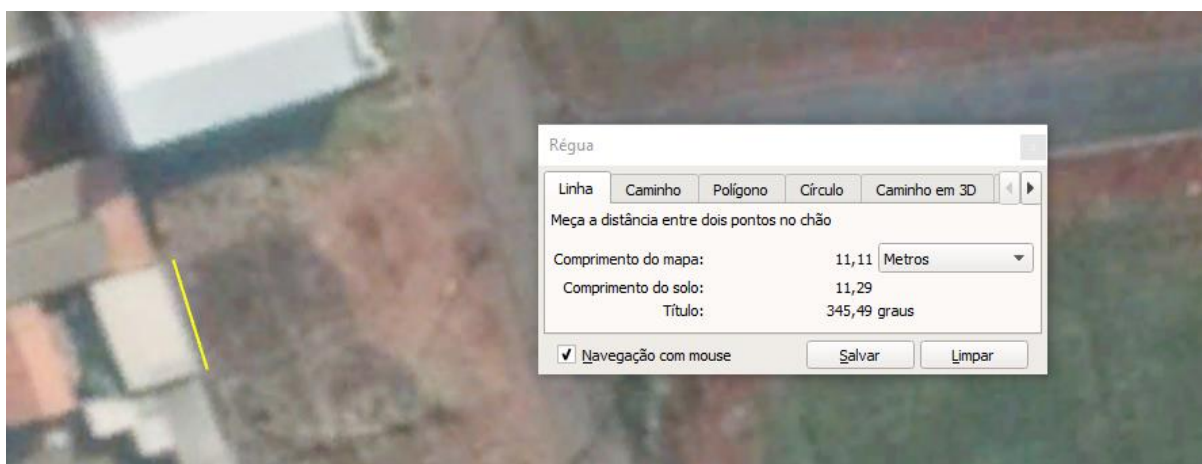 Régua
Linha Caminho Polígono Círculo Caminho em 3D
Meça a distância entre dois pontos no chão
Comprimento do mapa: 11,11 Metros
Comprimento do solo: 11,29
Título: 345,49 graus
Navegação com mouse Salvar Limpar